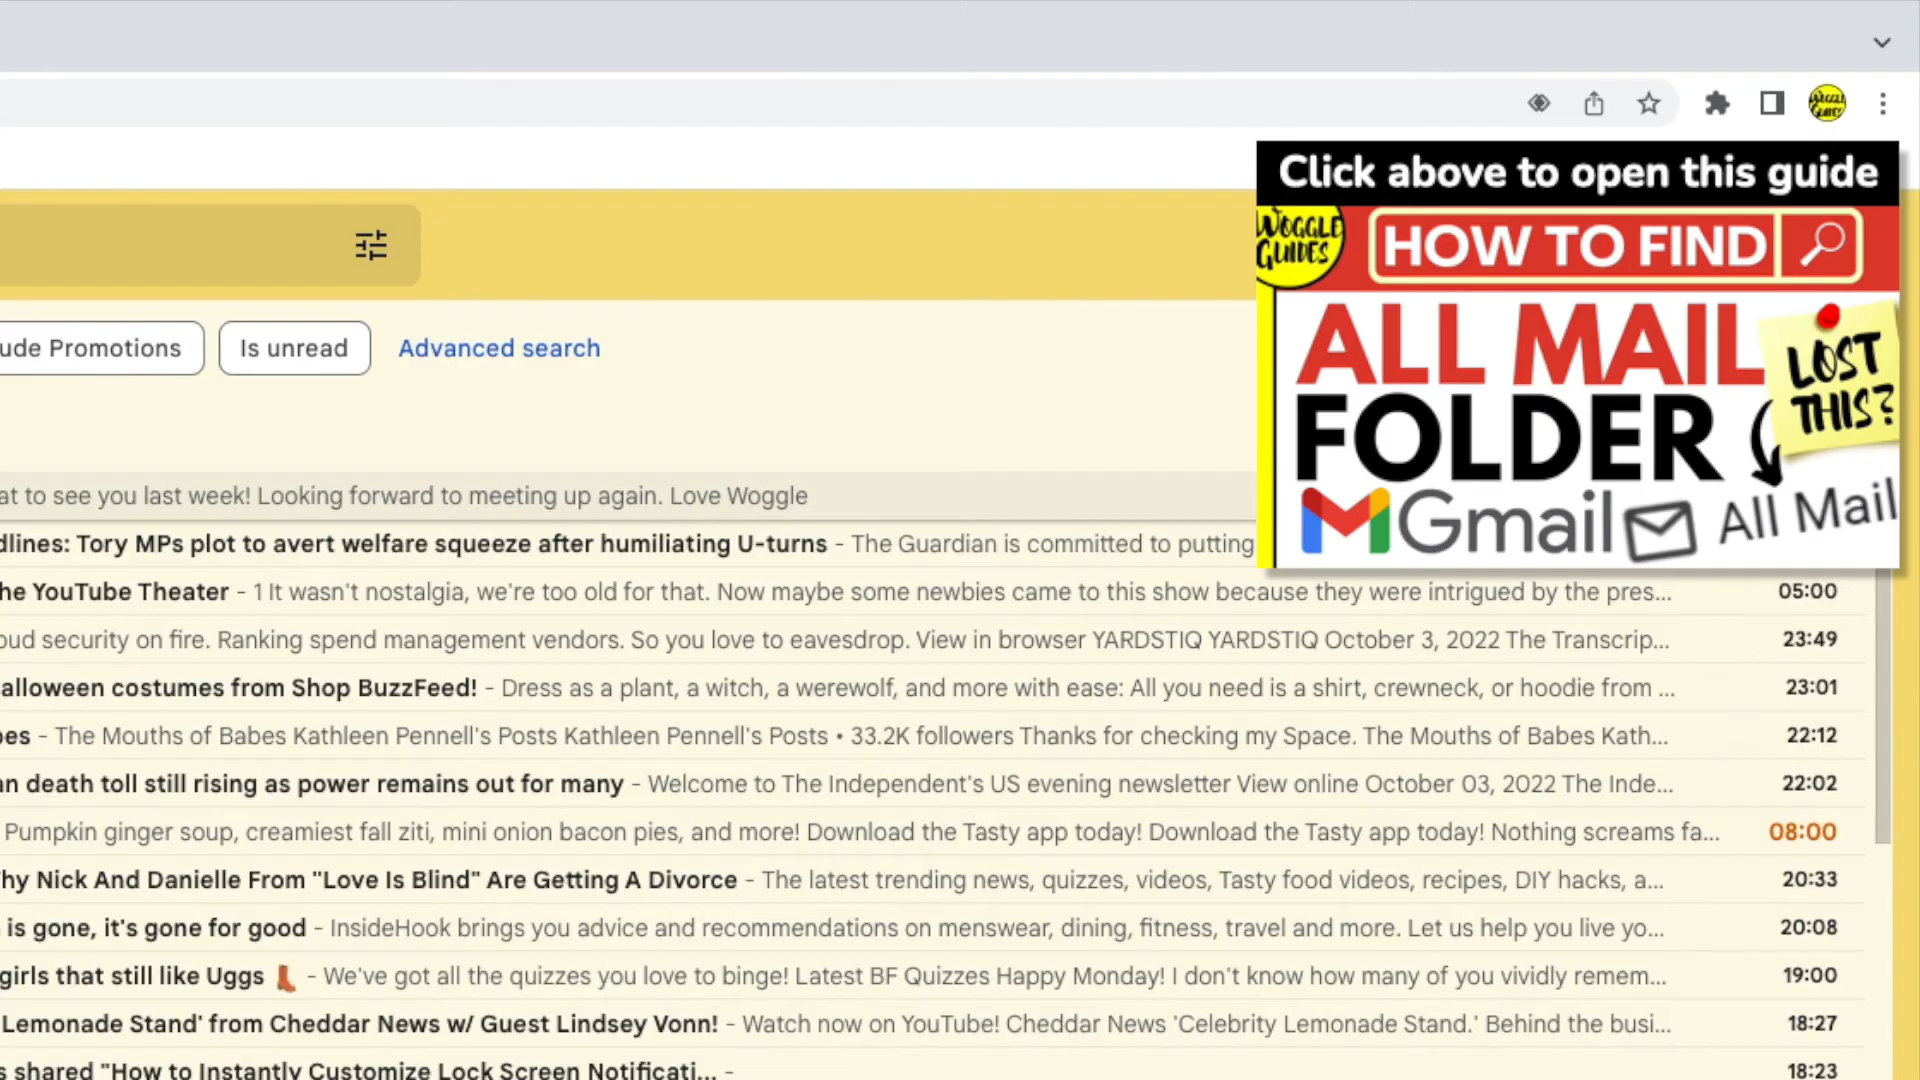 WOGGLE GUIDES
Click above to open this guide
WOGGLE
GUIDES
HOW TO FIND
ude Promotions
Is unread
Advanced search
ALL MAIL
FOLDER
LOST
THIS?
Gmail
All Mail
at to see you last week! Looking forward to meeting up again. Love Woggle
dlines: Tory MPs plot to avert welfare squeeze after humiliating U-turns - The Guardian is committed to putting
he YouTube Theater - 1 It wasn't nostalgia, we're too old for that. Now maybe some newbies came to this show because they were intrigued by the pres... 05:00
oud security on fire. Ranking spend management vendors. So you love to eavesdrop. View in browser YARDSTIQ YARDSTIQ October 3, 2022 The Transcrip... 23:49
alloween costumes from Shop BuzzFeed! - Dress as a plant, a witch, a werewolf, and more with ease: All you need is a shirt, crewneck, or hoodie from ... 23:01
es - The Mouths of Babes Kathleen Pennell's Posts Kathleen Pennell's Posts • 33.2K followers Thanks for checking my Space. The Mouths of Babes Kath... 22:12
an death toll still rising as power remains out for many - Welcome to The Independent's US evening newsletter View online October 03, 2022 The Inde... 22:02
Pumpkin ginger soup, creamiest fall ziti, mini onion bacon pies, and more! Download the Tasty app today! Download the Tasty app today! Nothing screams fa... 08:00
hy Nick And Danielle From "Love Is Blind" Are Getting A Divorce - The latest trending news, quizzes, videos, Tasty food videos, recipes, DIY hacks, a... 20:33
is gone, it's gone for good - InsideHook brings you advice and recommendations on menswear, dining, fitness, travel and more. Let us help you live yo... 20:08
girls that still like Uggs - We've got all the quizzes you love to binge! Latest BF Quizzes Happy Monday! I don't know how many of you vividly remem... 19:00
Lemonade Stand' from Cheddar News w/ Guest Lindsey Vonn! - Watch now on YouTube! Cheddar News 'Celebrity Lemonade Stand.' Behind the busi... 18:27
s shared "How to Instantly Customize Lock Screen Notificati... - 18:23